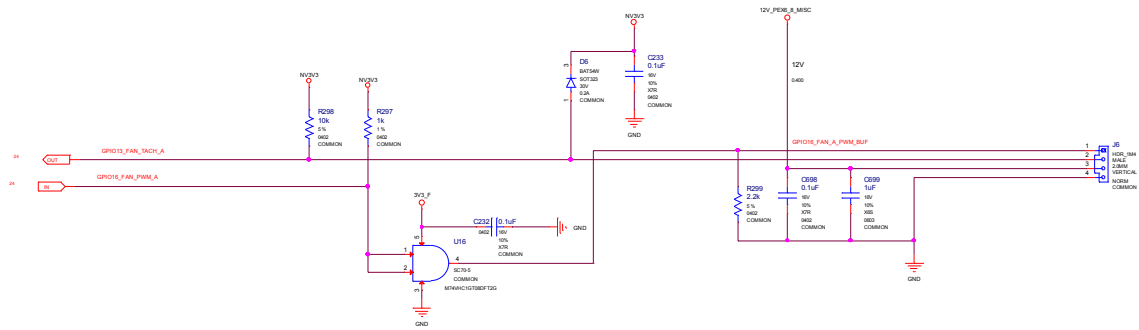 12V_PEX6_8_MISC
NV3V3
12V
0.400
3
D6
BAT54W
SOT323
30V
0.2A
COMMON
1
C233
0.1uF
16V
10%
X7R
0402
COMMON
GND
NV3V3
NV3V3
R298
10k
5%
0402
COMMON
R297
1k
1%
0402
COMMON
24
OUT
GPIO13_FAN_TACH_A
24
IN
GPIO16_FAN_PWM_A
GPIO16_FAN_A_PWM_BUF
J6
1
2
3
4
HDR_1M4
MALE
2.0MM
VERTICAL
NORM
COMMON
R299
2.2k
5%
0402
COMMON
C698
0.1uF
16V
10%
X7R
0402
COMMON
C699
1uF
16V
10%
X6S
0603
COMMON
GND
3V3_F
C232
0.1uF
0402
16V
10%
X7R
COMMON
GND
5
U16
1
2
4
SC70-5
COMMON
M74VHC1GT08DFT2G
3
GND